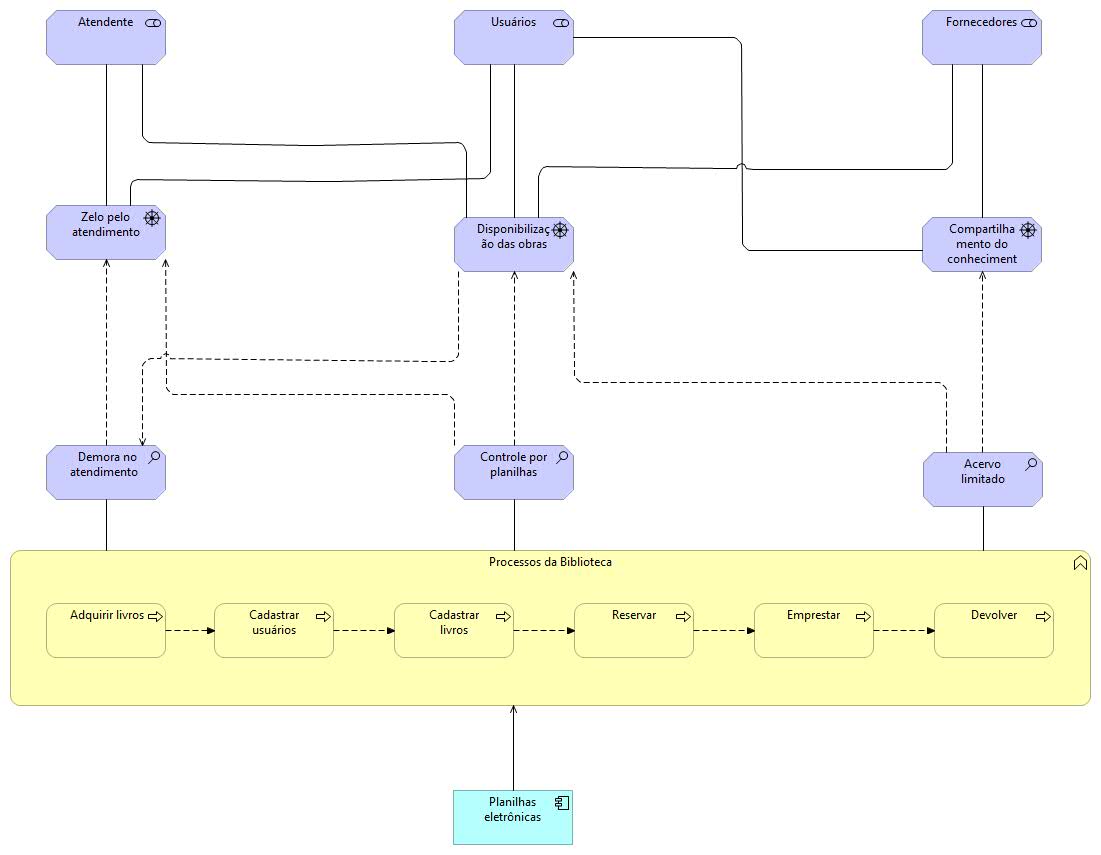 Atendente
Usuários
Fornecedores
Zelo pelo
atendimento
Disponibilizaç
ão das obras
Compartilha
mento do
conheciment
Demora no
atendimento
Controle por
planilhas
Acervo
limitado
Processos da Biblioteca
Adquirir livros
Cadastrar
usuários
Cadastrar
livros
Reservar
Emprestar
Devolver
Planilhas
eletrônicas